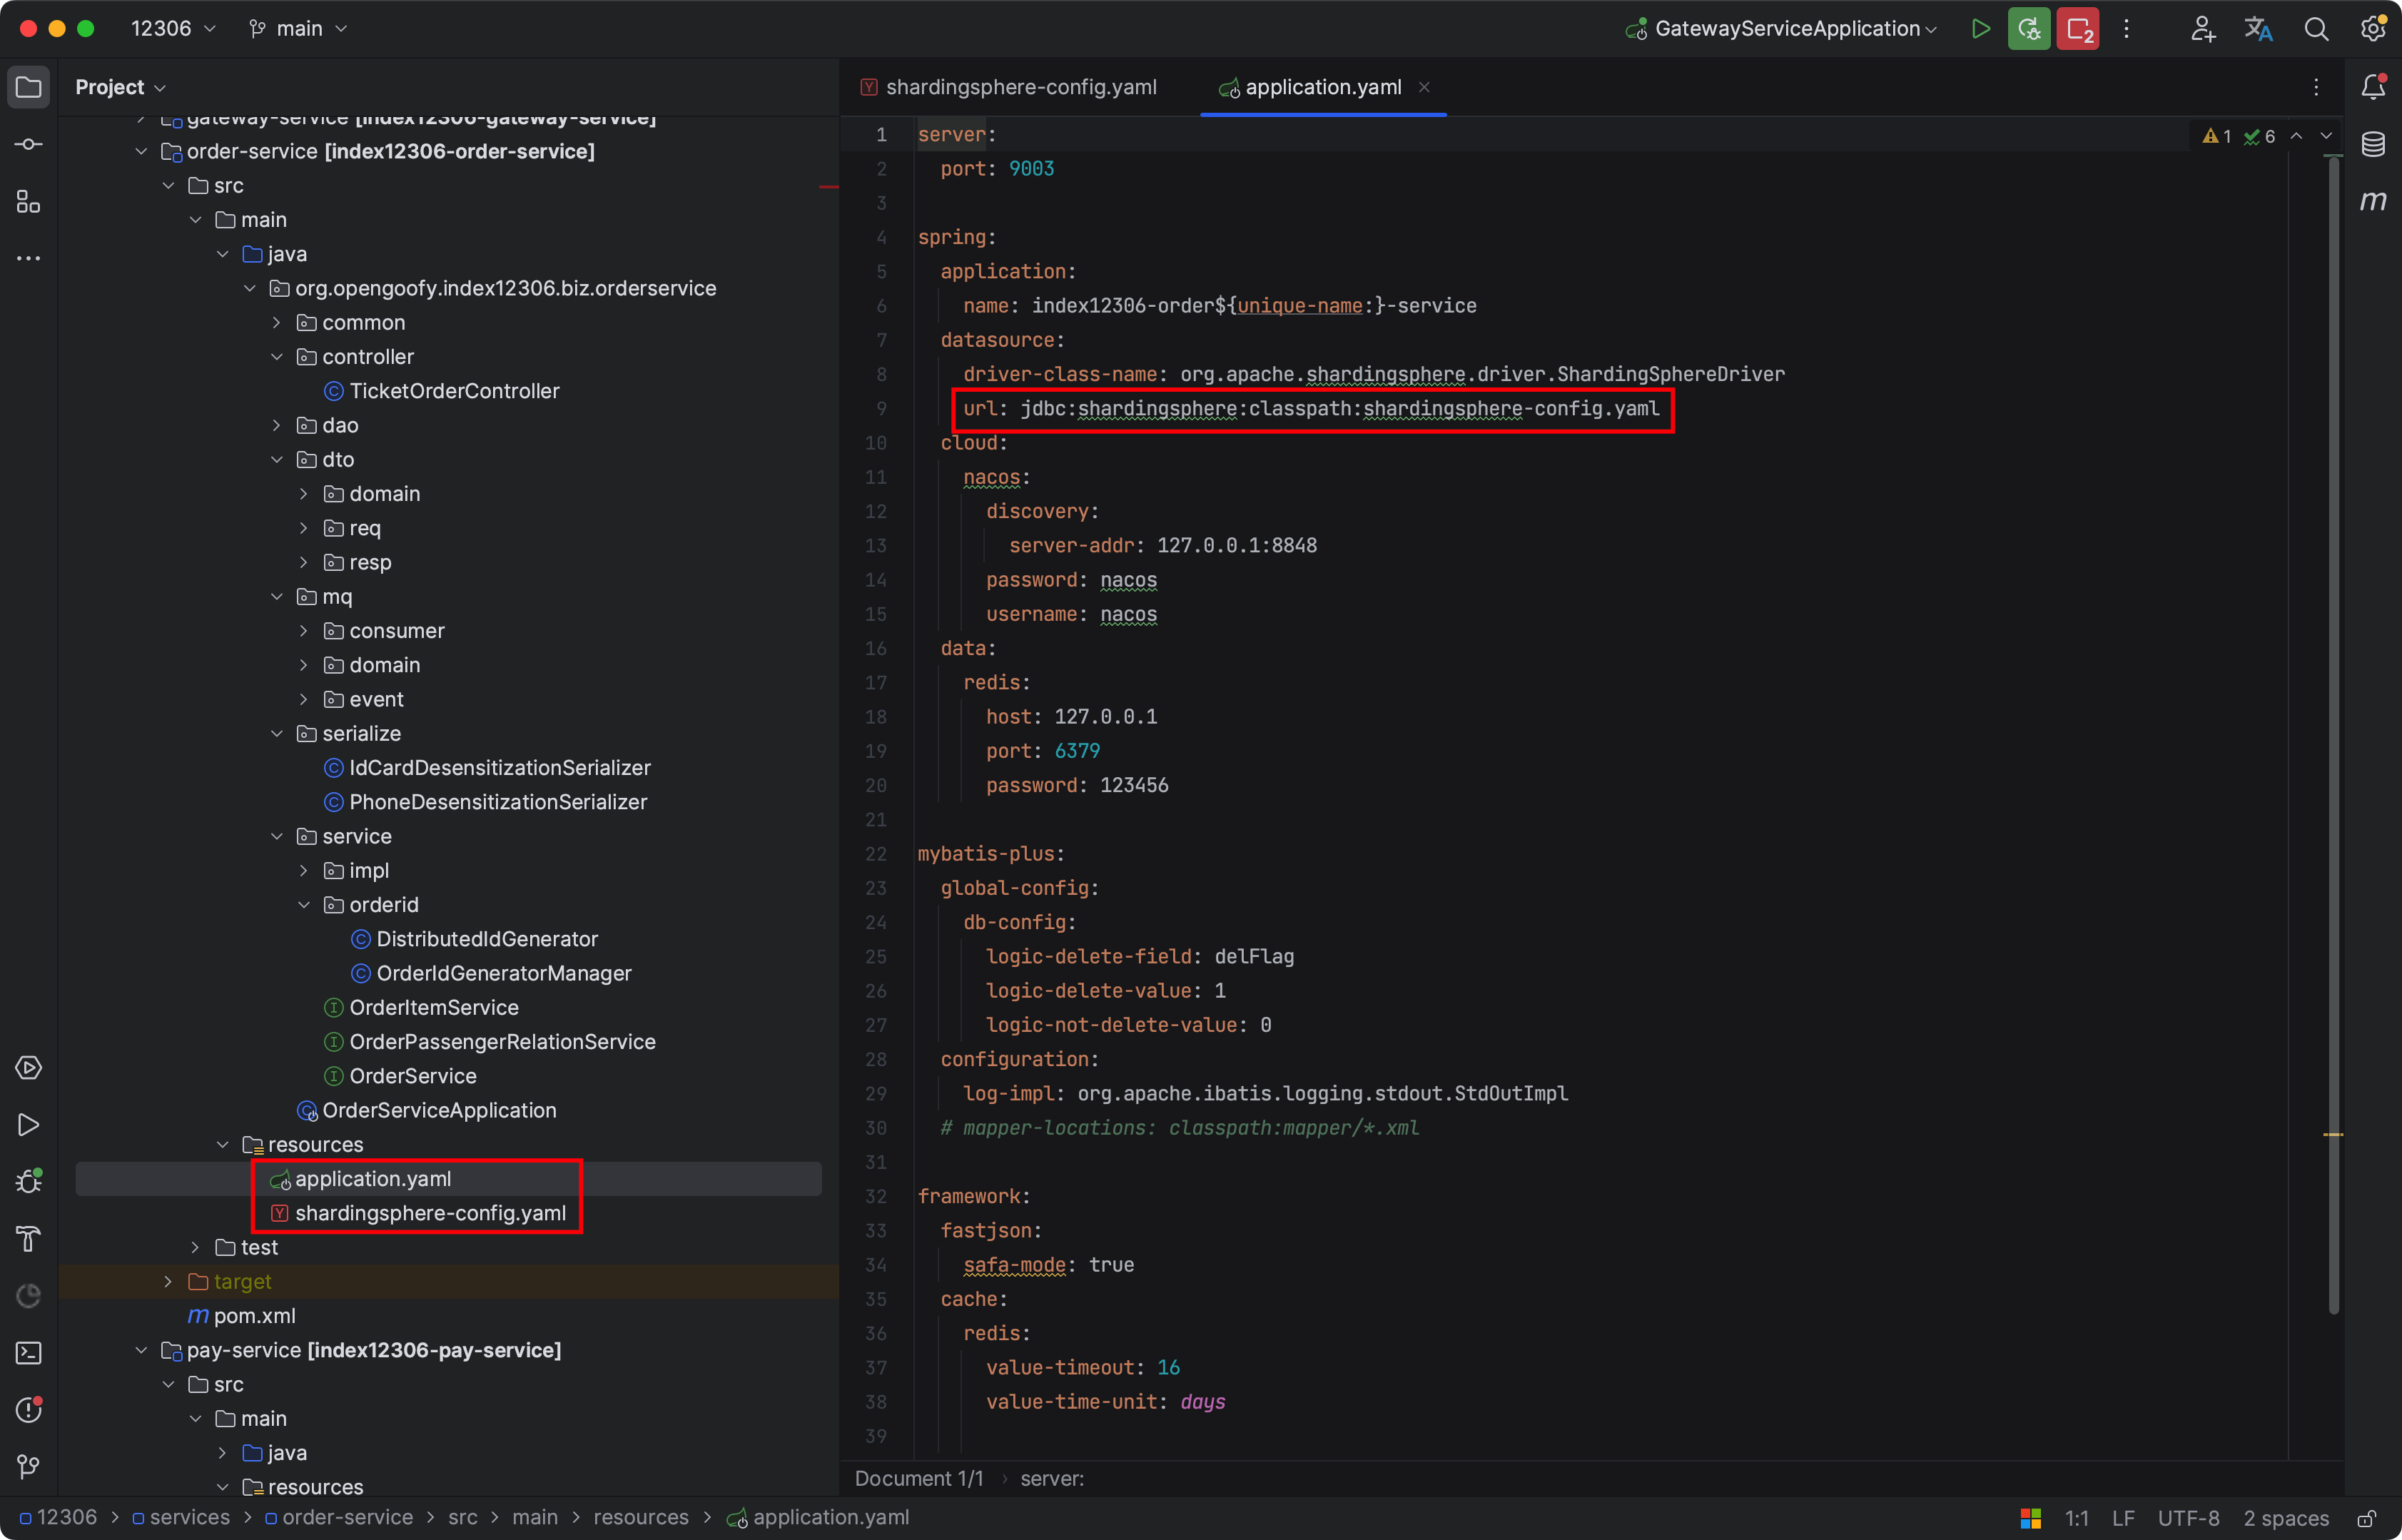 12306
main
GatewayServiceApplication
2
Project
gateway-service [index12306-gateway-service]
order-service [index12306-order-service]
src
main
java
org.opengoofy.index12306.biz.orderservice
common
controller
TicketOrderController
dao
dto
domain
req
resp
mq
consumer
domain
event
serialize
IdCardDesensitizationSerializer
PhoneDesensitizationSerializer
service
impl
orderid
DistributedIdGenerator
OrderIdGeneratorManager
OrderItemService
OrderPassengerRelationService
OrderService
OrderServiceApplication
resources
application.yaml
shardingsphere-config.yaml
test
target
pom.xml
pay-service [index12306-pay-service]
src
main
java
resources
shardingsphere-config.yaml
application.yaml
1 6
1 server:
2   port: 9003
3
4 spring:
5   application:
6     name: index12306-order${unique-name:}-service
7   datasource:
8     driver-class-name: org.apache.shardingsphere.driver.ShardingSphereDriver
9     url: jdbc:shardingsphere:classpath:shardingsphere-config.yaml
10   cloud:
11     nacos:
12       discovery:
13         server-addr: 127.0.0.1:8848
14       password: nacos
15       username: nacos
16   data:
17     redis:
18       host: 127.0.0.1
19       port: 6379
20       password: 123456
21
22 mybatis-plus:
23   global-config:
24     db-config:
25       logic-delete-field: delFlag
26       logic-delete-value: 1
27       logic-not-delete-value: 0
28   configuration:
29     log-impl: org.apache.ibatis.logging.stdout.StdOutImpl
30   # mapper-locations: classpath:mapper/*.xml
31
32 framework:
33   fastjson:
34     safa-mode: true
35   cache:
36     redis:
37       value-timeout: 16
38       value-time-unit: days
39
Document 1/1 › server:
12306 > services > order-service > src > main > resources > application.yaml
1:1 LF UTF-8 2 spaces